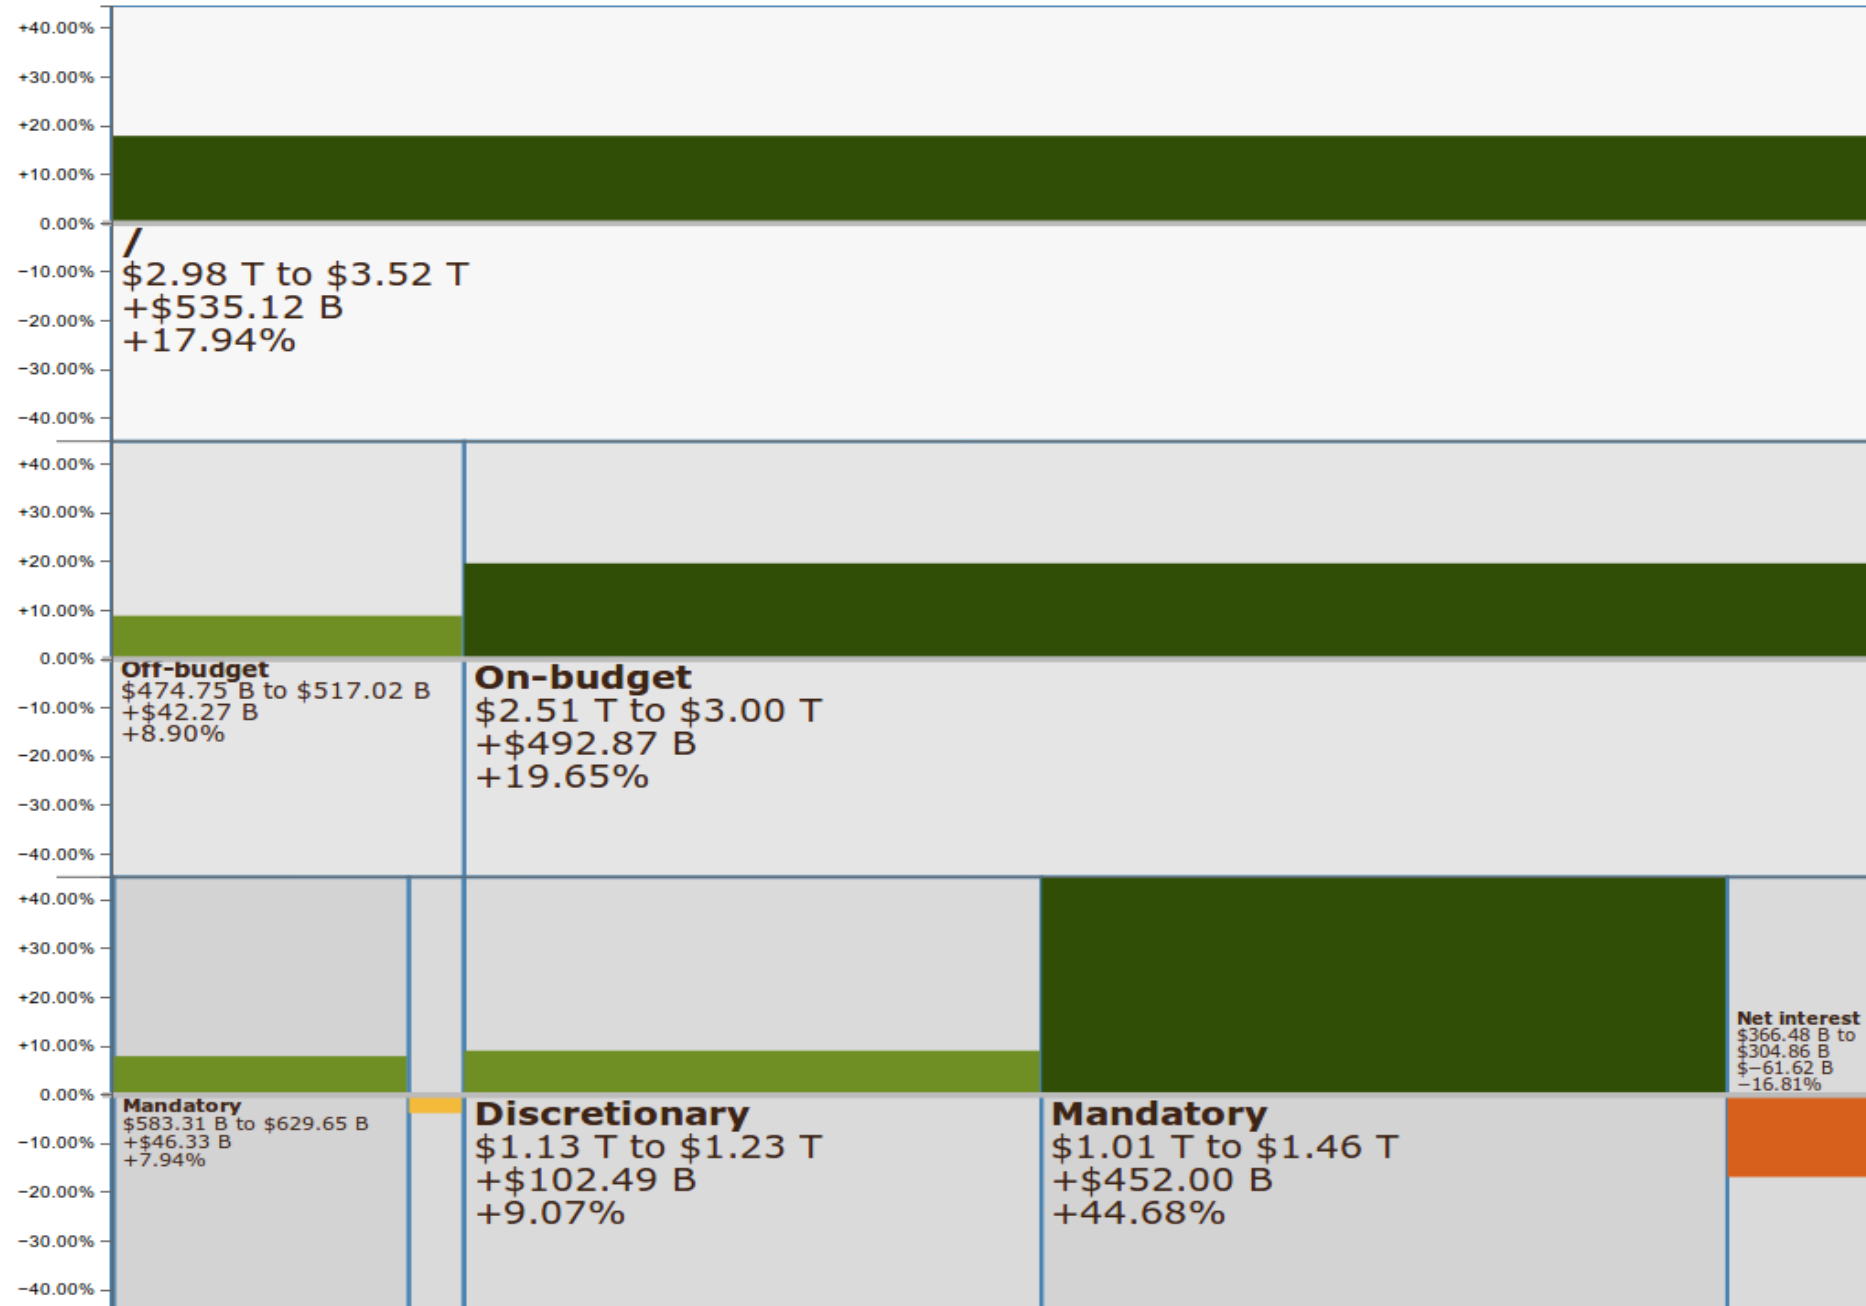 +40.00%
+30.00%
+20.00%
+10.00%
0.00%
−10.00%
−20.00%
−30.00%
−40.00%
/
$2.98 T to $3.52 T
+$535.12 B
+17.94%
+40.00%
+30.00%
+20.00%
+10.00%
0.00%
−10.00%
−20.00%
−30.00%
−40.00%
Off-budget
$474.75 B to $517.02 B
+$42.27 B
+8.90%
On-budget
$2.51 T to $3.00 T
+$492.87 B
+19.65%
+40.00%
+30.00%
+20.00%
+10.00%
0.00%
−10.00%
−20.00%
−30.00%
−40.00%
Mandatory
$583.31 B to $629.65 B
+$46.33 B
+7.94%
Discretionary
$1.13 T to $1.23 T
+$102.49 B
+9.07%
Mandatory
$1.01 T to $1.46 T
+$452.00 B
+44.68%
Net interest
$366.48 B to
$304.86 B
$−61.62 B
−16.81%